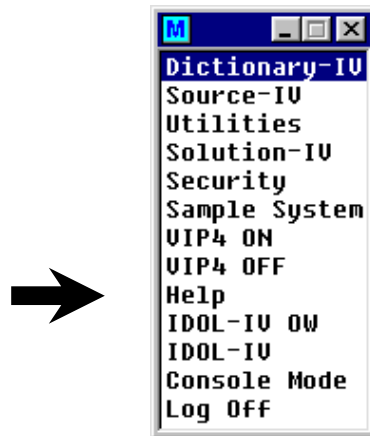 M
Dictionary-IV
Source-IV
Utilities
Solution-IV
Security
Sample System
VIP4 ON
VIP4 OFF
Help
IDOL-IV OW
IDOL-IV
Console Mode
Log Off